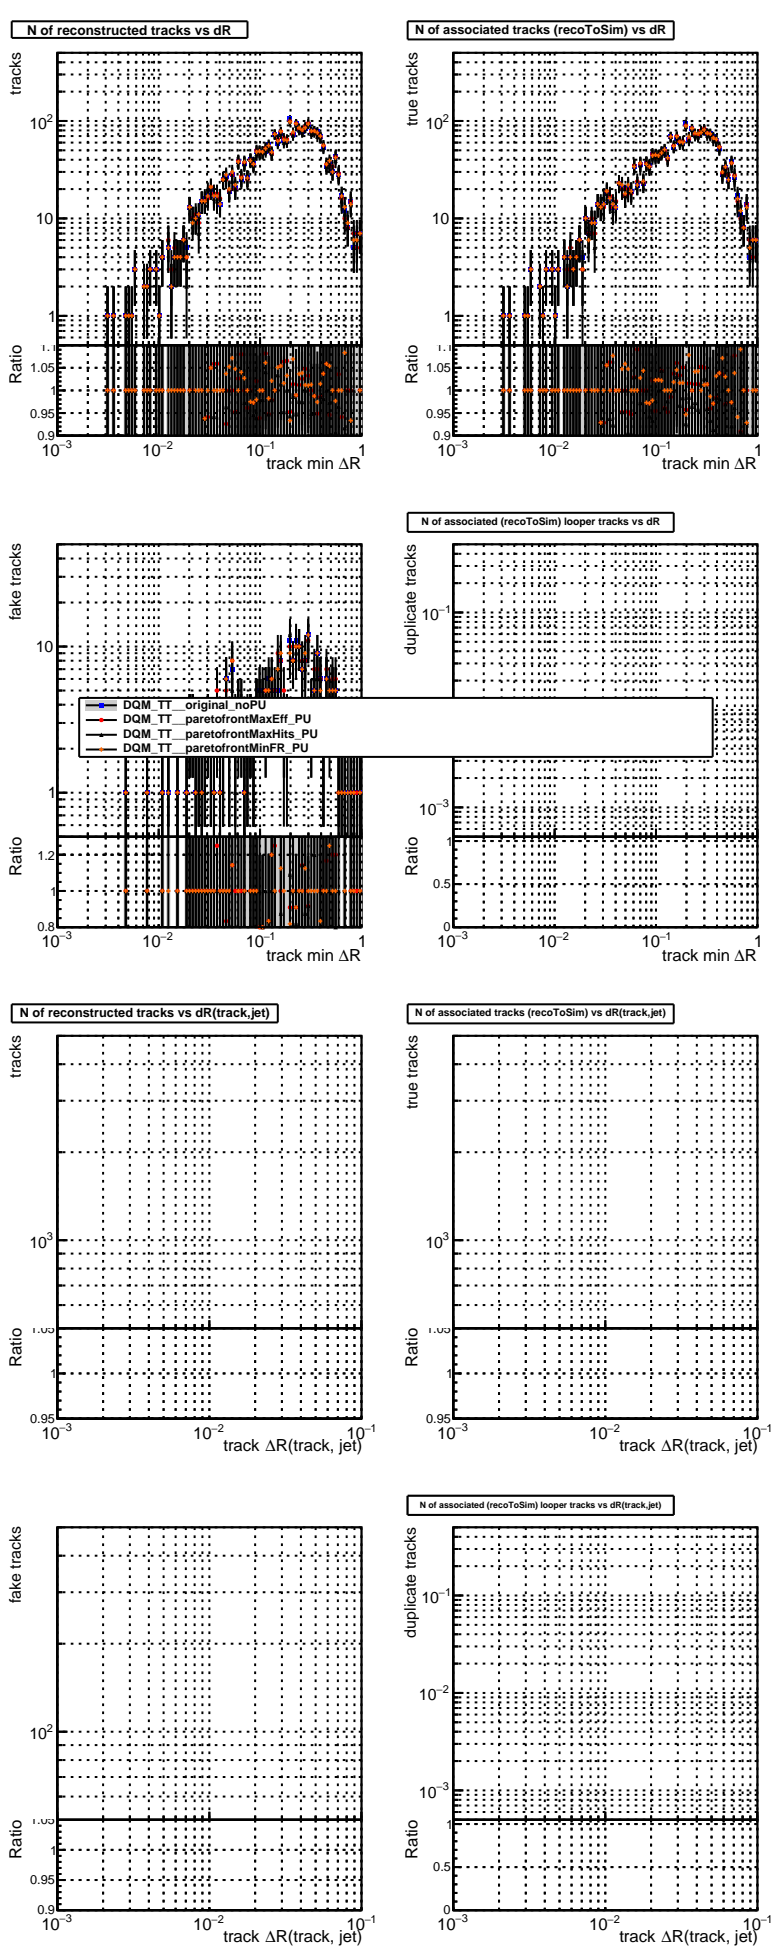 N of reconstructed tracks vs dR
tracks
10²
10
1
Ratio
1.1
1.05
1
0.95
0.9
10⁻³ 10⁻² 10⁻¹ 1
track min ΔR
N of associated tracks (recoToSim) vs dR
true tracks
10²
10
1
Ratio
1.1
1.05
1
0.95
0.9
10⁻³ 10⁻² 10⁻¹ 1
track min ΔR
fake tracks
10
1
Ratio
1.2
1
0.8
10⁻³ 10⁻² 10⁻¹ 1
track min ΔR
N of associated (recoToSim) looper tracks vs dR
duplicate tracks
10⁻¹
10⁻³
Ratio
1
0.5
0
10⁻³ 10⁻² 10⁻¹ 1
track min ΔR
DQM_TT__original_noPU
DQM_TT__paretofrontMaxEff_PU
DQM_TT__paretofrontMaxHits_PU
DQM_TT__paretofrontMinFR_PU
N of reconstructed tracks vs dR(track,jet)
tracks
10³
Ratio
1.05
1
0.95
10⁻³ 10⁻² 10⁻¹
track ΔR(track, jet)
N of associated tracks (recoToSim) vs dR(track,jet)
true tracks
10³
Ratio
1.05
1
0.95
10⁻³ 10⁻² 10⁻¹
track ΔR(track, jet)
fake tracks
10²
Ratio
1.05
1
0.95
0.9
10⁻³ 10⁻² 10⁻¹
track ΔR(track, jet)
N of associated (recoToSim) looper tracks vs dR(track,jet)
duplicate tracks
10⁻¹
10⁻²
10⁻³
Ratio
1
0.5
0
10⁻³ 10⁻² 10⁻¹
track ΔR(track, jet)